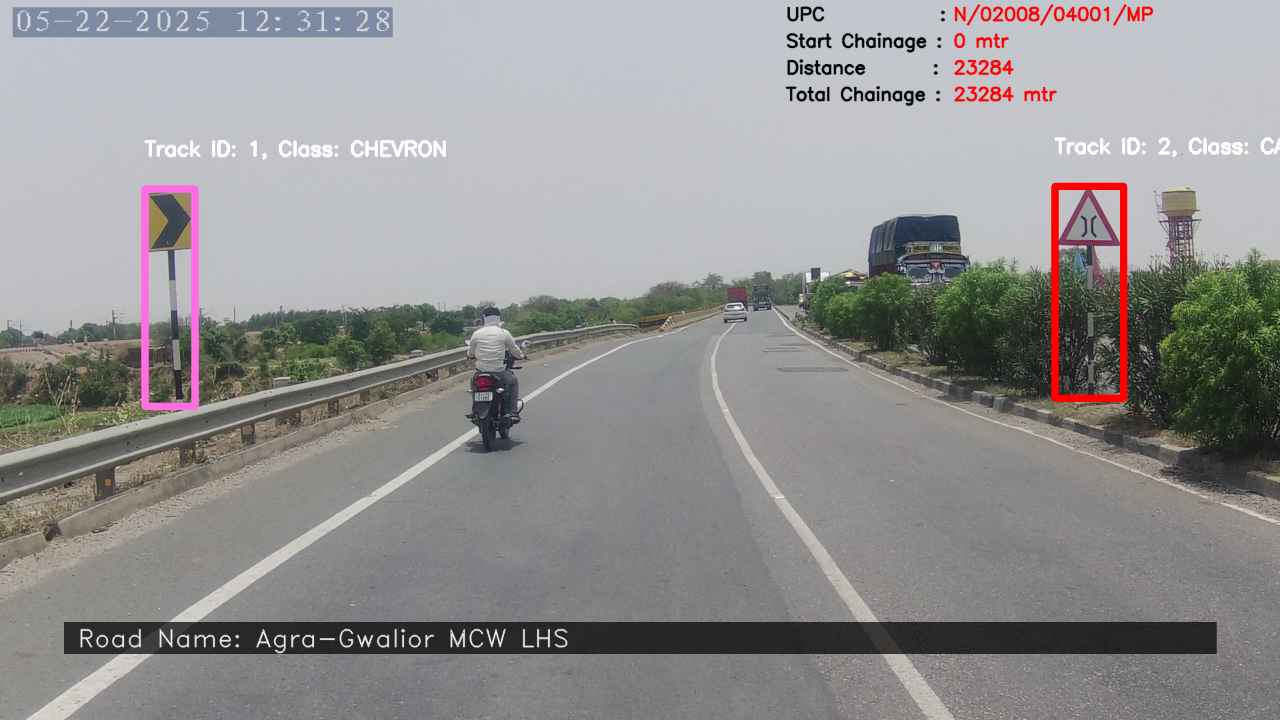 05-22-2025 12:31:28
UPC : N/02008/04001/MP
Start Chainage : 0 mtr
Distance : 23284
Total Chainage : 23284 mtr
Track ID: 1, Class: CHEVRON
Track ID: 2, Class: CA
Road Name: Agra-Gwalior MCW LHS